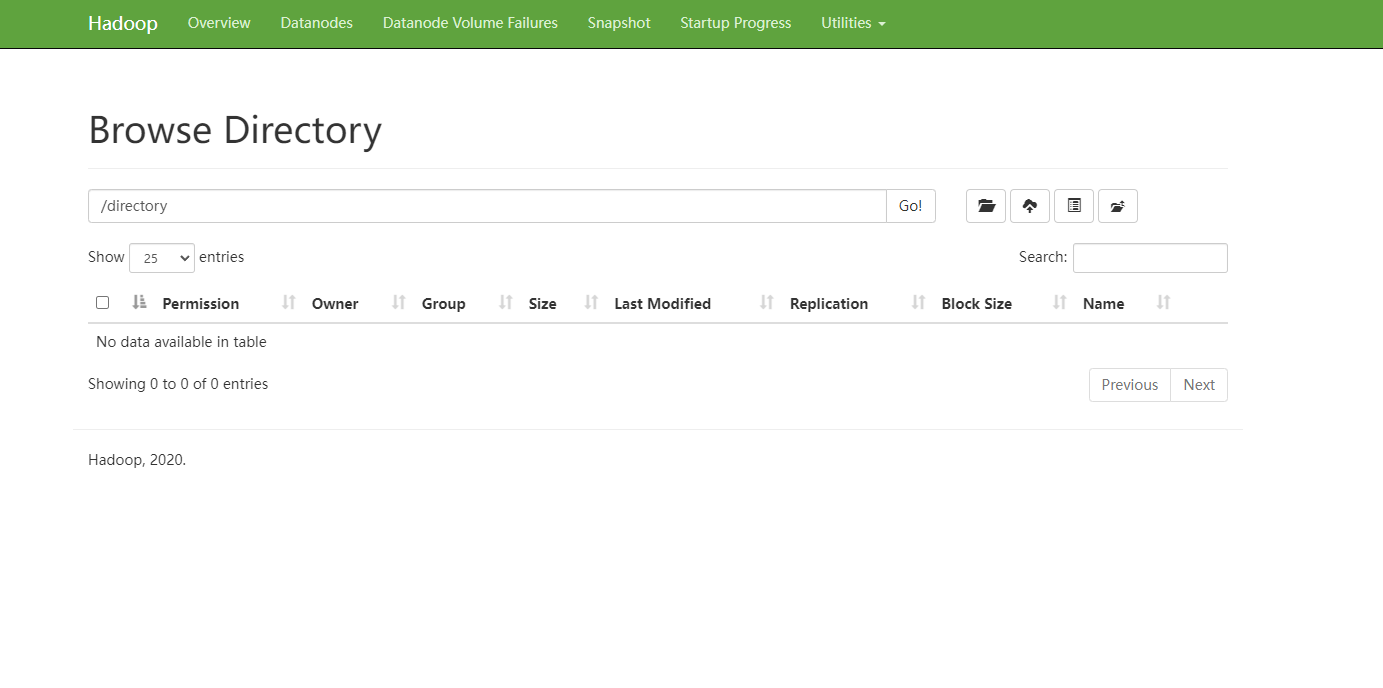 Hadoop Overview Datanodes Datanode Volume Failures Snapshot Startup Progress Utilities
Browse Directory
/directory Go!
Show 25 entries Search:
Permission Owner Group Size Last Modified Replication Block Size Name
No data available in table
Showing 0 to 0 of 0 entries Previous Next
Hadoop, 2020.